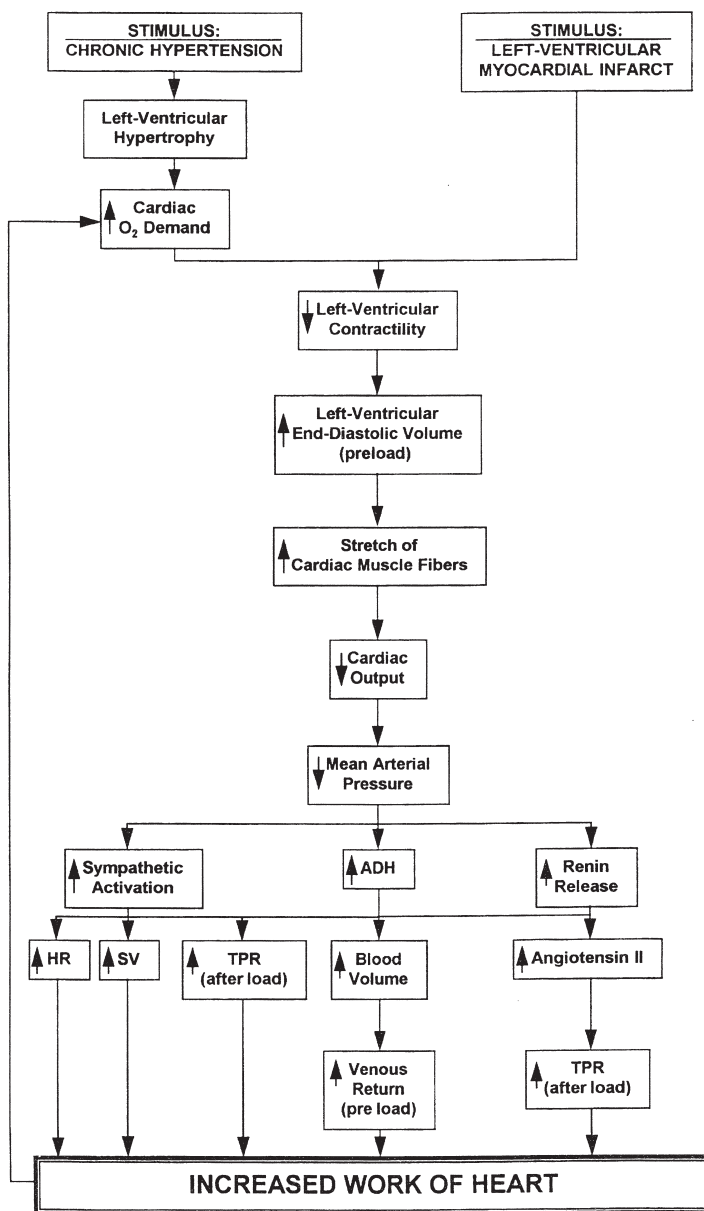 STIMULUS:
CHRONIC HYPERTENSION
STIMULUS:
LEFT-VENTRICULAR
MYOCARDIAL INFARCT
Left-Ventricular
Hypertrophy
Cardiac
O₂ Demand
Left-Ventricular
Contractility
Left-Ventricular
End-Diastolic Volume
(preload)
Stretch of
Cardiac Muscle Fibers
Cardiac
Output
Mean Arterial
Pressure
Sympathetic
Activation
ADH
Renin
Release
HR
SV
TPR
(after load)
Blood
Volume
Angiotensin II
Venous
Return
(pre load)
TPR
(after load)
INCREASED WORK OF HEART